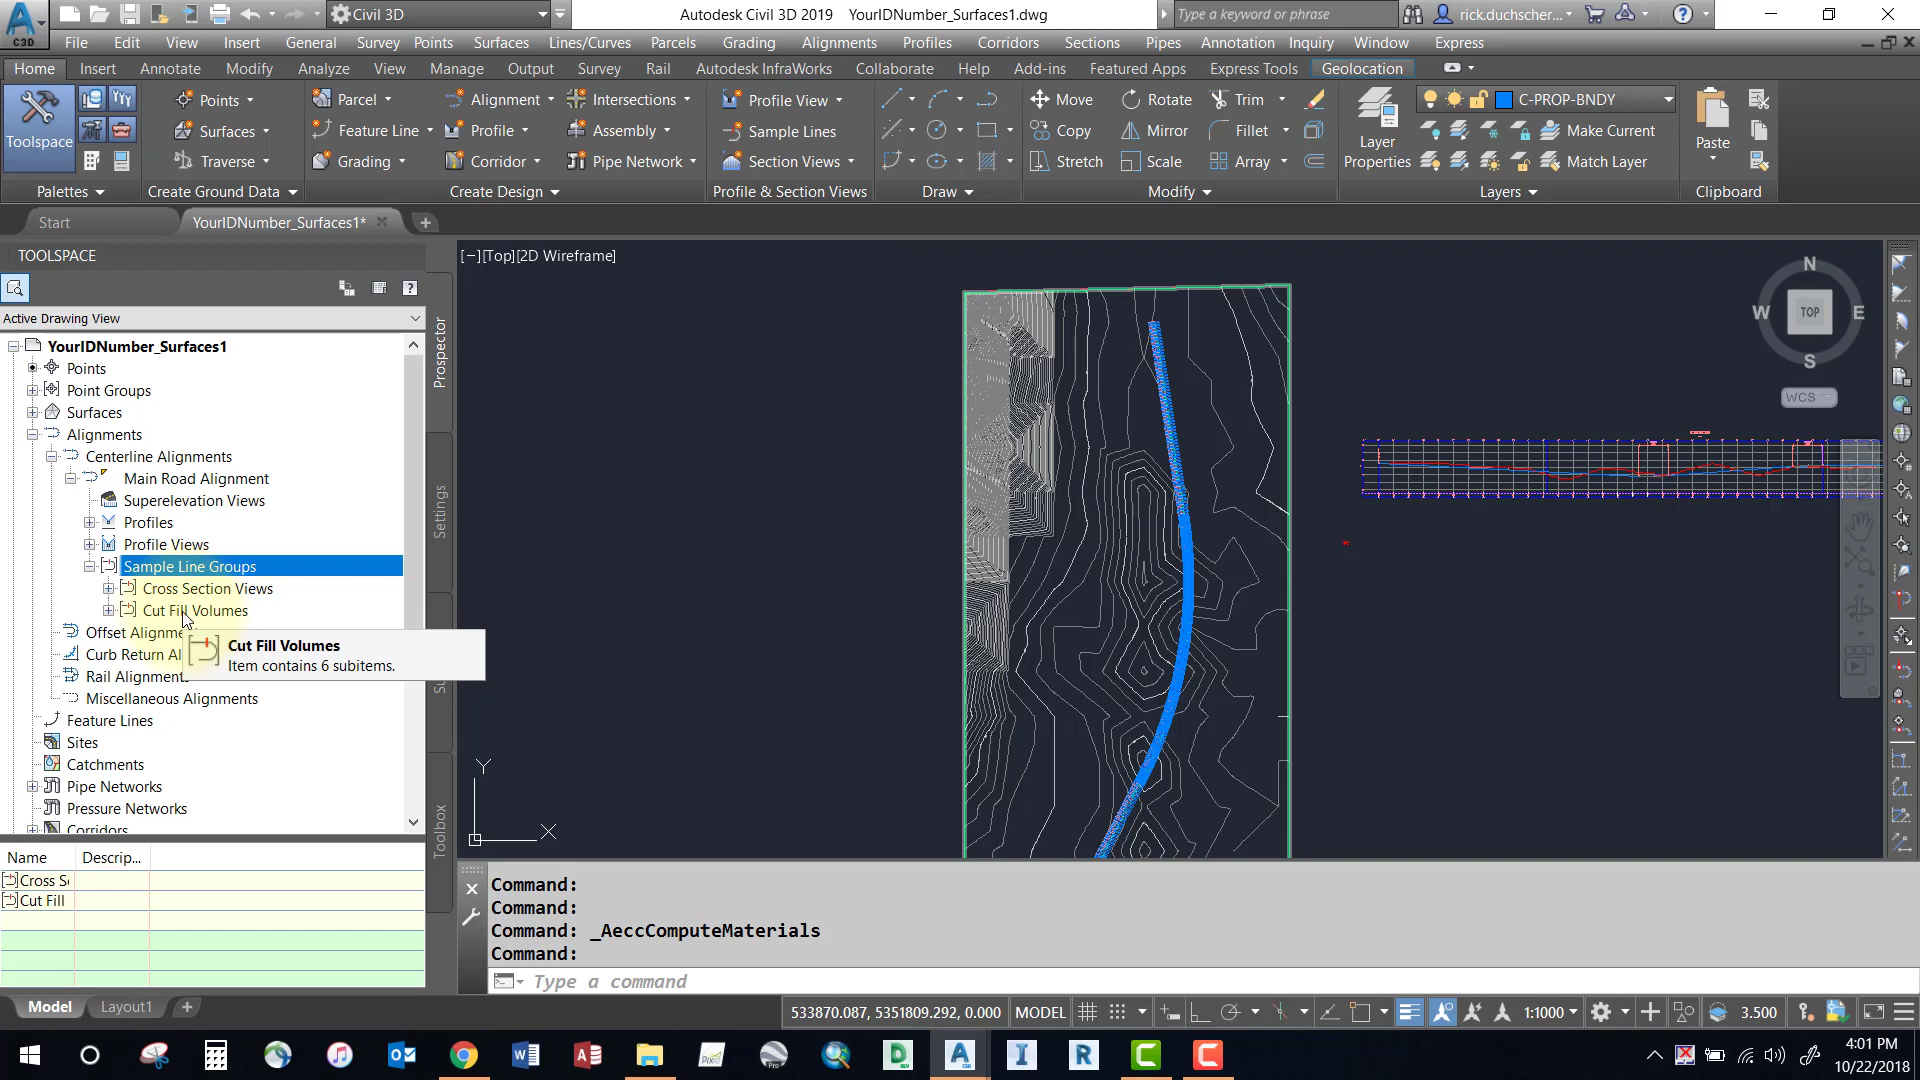 Civil 3D
Autodesk Civil 3D 2019 YourIDNumber_Surfaces1.dwg
Type a keyword or phrase
rick.duchscher...
C3D
File Edit View Insert General Survey Points Surfaces Lines/Curves Parcels Grading Alignments Profiles Corridors Sections Pipes Annotation Inquiry Window Express
Home Insert Annotate Modify Analyze View Manage Output Survey Rail Autodesk InfraWorks Collaborate Help Add-ins Featured Apps Express Tools Geolocation
Points Parcel Alignment Intersections Profile View Move Rotate Trim C-PROP-BNDY
Toolspace Surfaces Feature Line Profile Assembly Sample Lines Copy Mirror Fillet Layer Properties Make Current Paste
Traverse Grading Corridor Pipe Network Section Views Stretch Scale Array Match Layer
Palettes Create Ground Data Create Design Profile & Section Views Draw Modify Layers Clipboard
Start YourIDNumber_Surfaces1*
TOOLSPACE
[−][Top][2D Wireframe]
Active Drawing View
YourIDNumber_Surfaces1
Points
Point Groups
Surfaces
Alignments
Centerline Alignments
Main Road Alignment
Superelevation Views
Profiles
Profile Views
Sample Line Groups
Cross Section Views
Cut Fill Volumes
Offset Alignme
Curb Return Al
Rail Alignments
Miscellaneous Alignments
Feature Lines
Sites
Catchments
Pipe Networks
Pressure Networks
Corridors
Cut Fill Volumes
Item contains 6 subitems.
Prospector
Settings
Toolbox
N
W TOP E
S
WCS
Y
X
Name Descrip...
Cross Se
Cut Fill
Command:
Command:
Command: _AeccComputeMaterials
Command:
Type a command
Model Layout1
533870.087, 5351809.292, 0.000 MODEL 1:1000 3.500
4:01 PM
10/22/2018